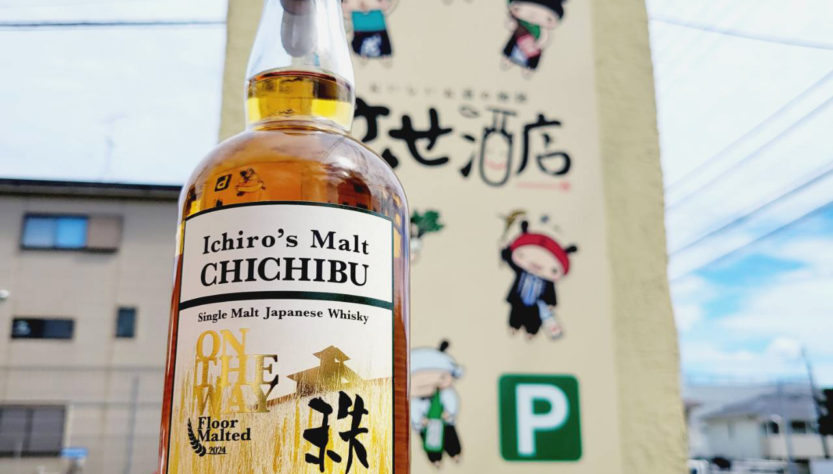 せ酒店
Ichiro's Malt
CHICHIBU
Single Malt Japanese Whisky
ON
THE
WAY
Floor
Malted
2024
秩
P